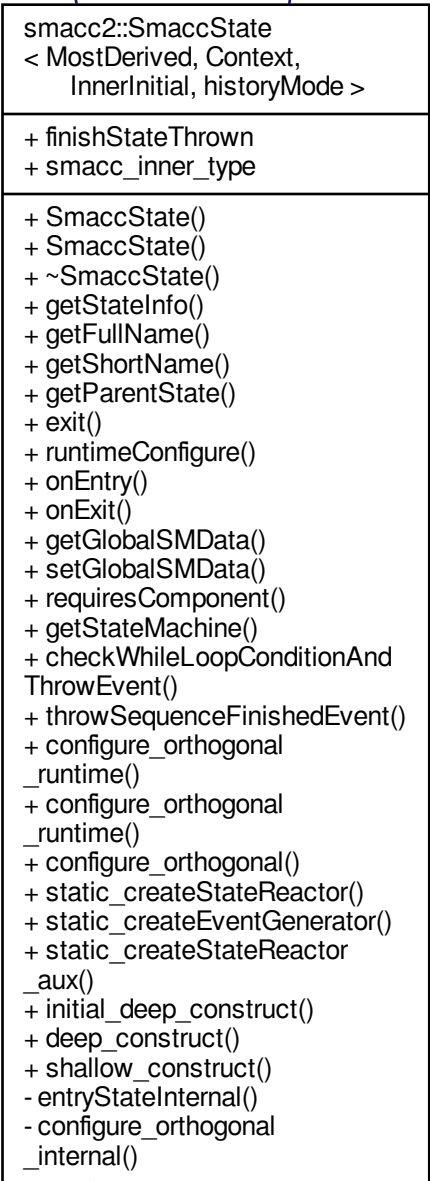 smacc2::SmaccState
< MostDerived, Context,
InnerInitial, historyMode >
+ finishStateThrown
+ smacc_inner_type
+ SmaccState()
+ SmaccState()
+ ~SmaccState()
+ getStateInfo()
+ getFullName()
+ getShortName()
+ getParentState()
+ exit()
+ runtimeConfigure()
+ onEntry()
+ onExit()
+ getGlobalSMData()
+ setGlobalSMData()
+ requiresComponent()
+ getStateMachine()
+ checkWhileLoopConditionAnd
ThrowEvent()
+ throwSequenceFinishedEvent()
+ configure_orthogonal
_runtime()
+ configure_orthogonal
_runtime()
+ configure_orthogonal()
+ static_createStateReactor()
+ static_createEventGenerator()
+ static_createStateReactor
_aux()
+ initial_deep_construct()
+ deep_construct()
+ shallow_construct()
- entryStateInternal()
- configure_orthogonal
_internal()